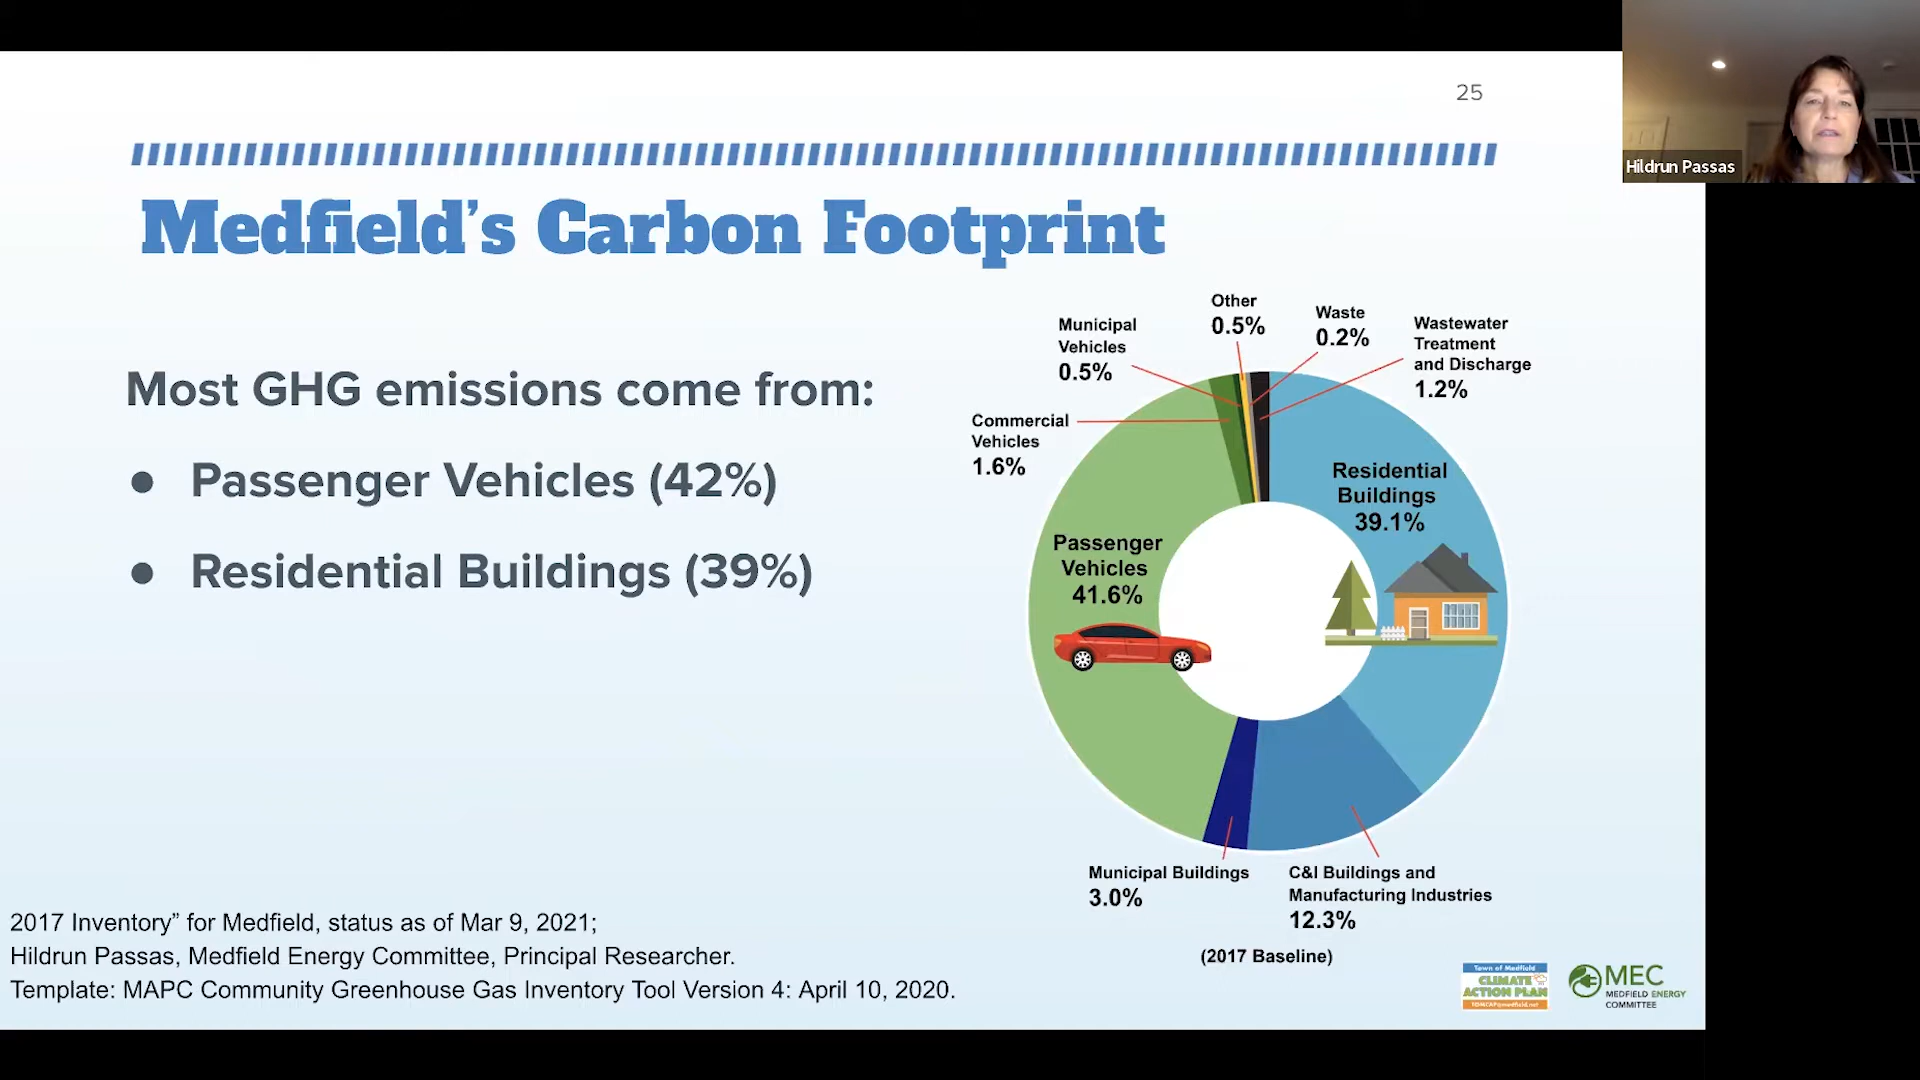 25
Hildrun Passas
Medfield's Carbon Footprint
Most GHG emissions come from:
● Passenger Vehicles (42%)
● Residential Buildings (39%)
Other
0.5%
Waste
0.2%
Municipal
Vehicles
0.5%
Wastewater
Treatment
and Discharge
1.2%
Commercial
Vehicles
1.6%
Residential
Buildings
39.1%
Passenger
Vehicles
41.6%
Municipal Buildings
3.0%
C&I Buildings and
Manufacturing Industries
12.3%
(2017 Baseline)
2017 Inventory” for Medfield, status as of Mar 9, 2021;
Hildrun Passas, Medfield Energy Committee, Principal Researcher.
Template: MAPC Community Greenhouse Gas Inventory Tool Version 4: April 10, 2020.
Town of Medfield
CLIMATE
ACTION PLAN
TOMCAP@medfield.net
MEC
MEDFIELD ENERGY
COMMITTEE